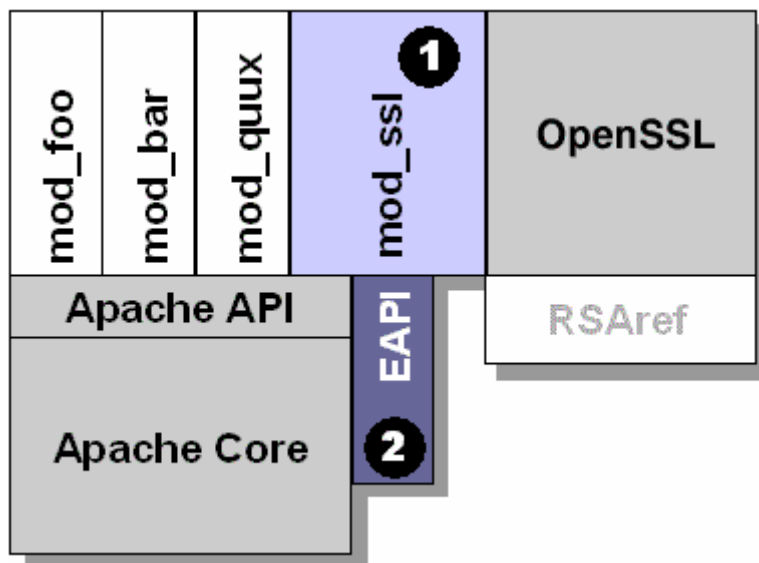 mod_foo
mod_bar
mod_quux
mod_ssl
1
OpenSSL
Apache API
EAPI
RSAref
Apache Core
2